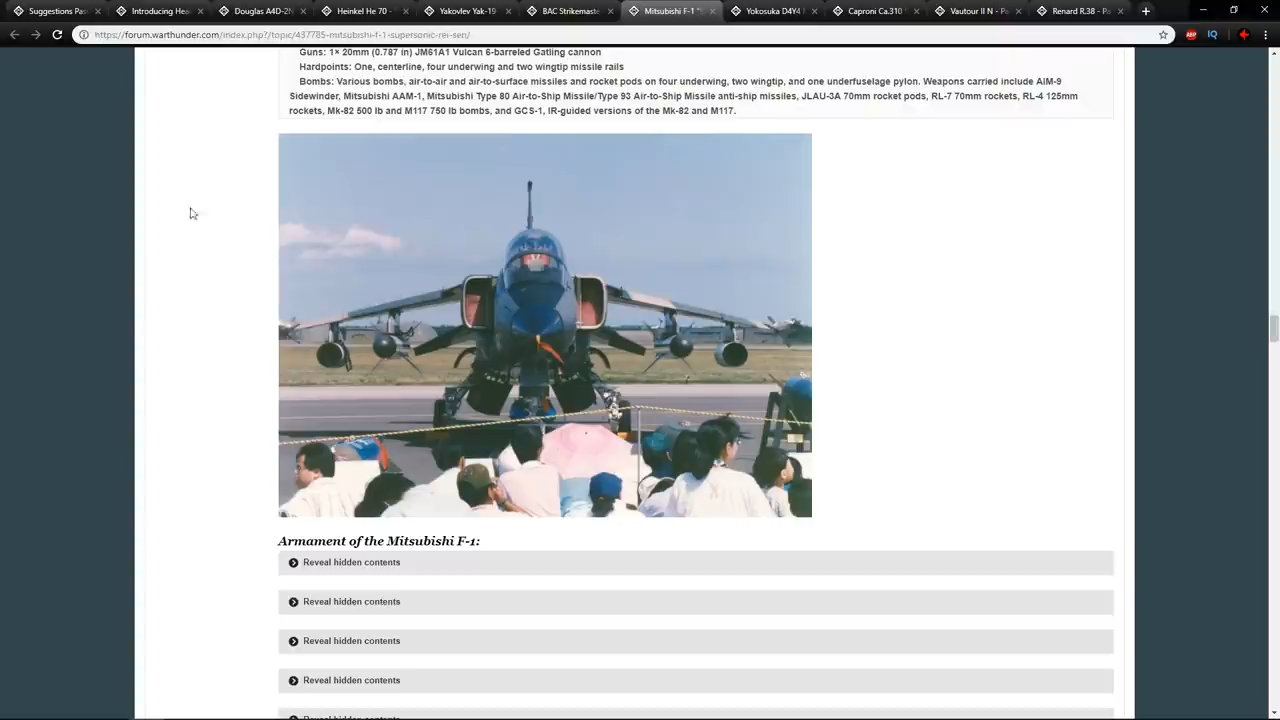 Suggestions Pas
Introducing Hea
Douglas A4D-2N
Heinkel He 70 -
Yakovlev Yak-19
BAC Strikemaste
Mitsubishi F-1 "
Yokosuka D4Y4
Caproni Ca.310
Vautour II N - Pa
Renard R.38 - Pa
https://forum.warthunder.com/index.php?/topic/437785-mitsubishi-f-1-supersonic-rei-sen/
ABP
IQ
Guns: 1× 20mm (0.787 in) JM61A1 Vulcan 6-barreled Gatling cannon
Hardpoints: One, centerline, four underwing and two wingtip missile rails
Bombs: Various bombs, air-to-air and air-to-surface missiles and rocket pods on four underwing, two wingtip, and one underfuselage pylon. Weapons carried include AIM-9
Sidewinder, Mitsubishi AAM-1, Mitsubishi Type 80 Air-to-Ship Missile/Type 93 Air-to-Ship Missile anti-ship missiles, JLAU-3A 70mm rocket pods, RL-7 70mm rockets, RL-4 125mm
rockets, Mk-82 500 lb and M117 750 lb bombs, and GCS-1, IR-guided versions of the Mk-82 and M117.
Armament of the Mitsubishi F-1:
Reveal hidden contents
Reveal hidden contents
Reveal hidden contents
Reveal hidden contents
Reveal hidden contents